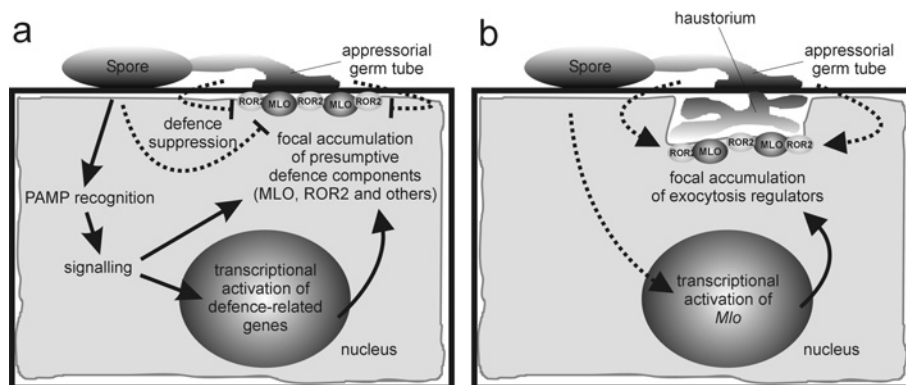 a
Spore
appressorial
germ tube
ROR2 MLO ROR2 MLO ROR2
defence
suppression
focal accumulation
of presumptive
defence components
(MLO, ROR2 and others)
PAMP recognition
signalling
transcriptional
activation of
defence-related
genes
nucleus
b
haustorium
Spore
appressorial
germ tube
ROR2 MLO ROR2 MLO ROR2
focal accumulation
of exocytosis regulators
transcriptional
activation of
Mlo
nucleus